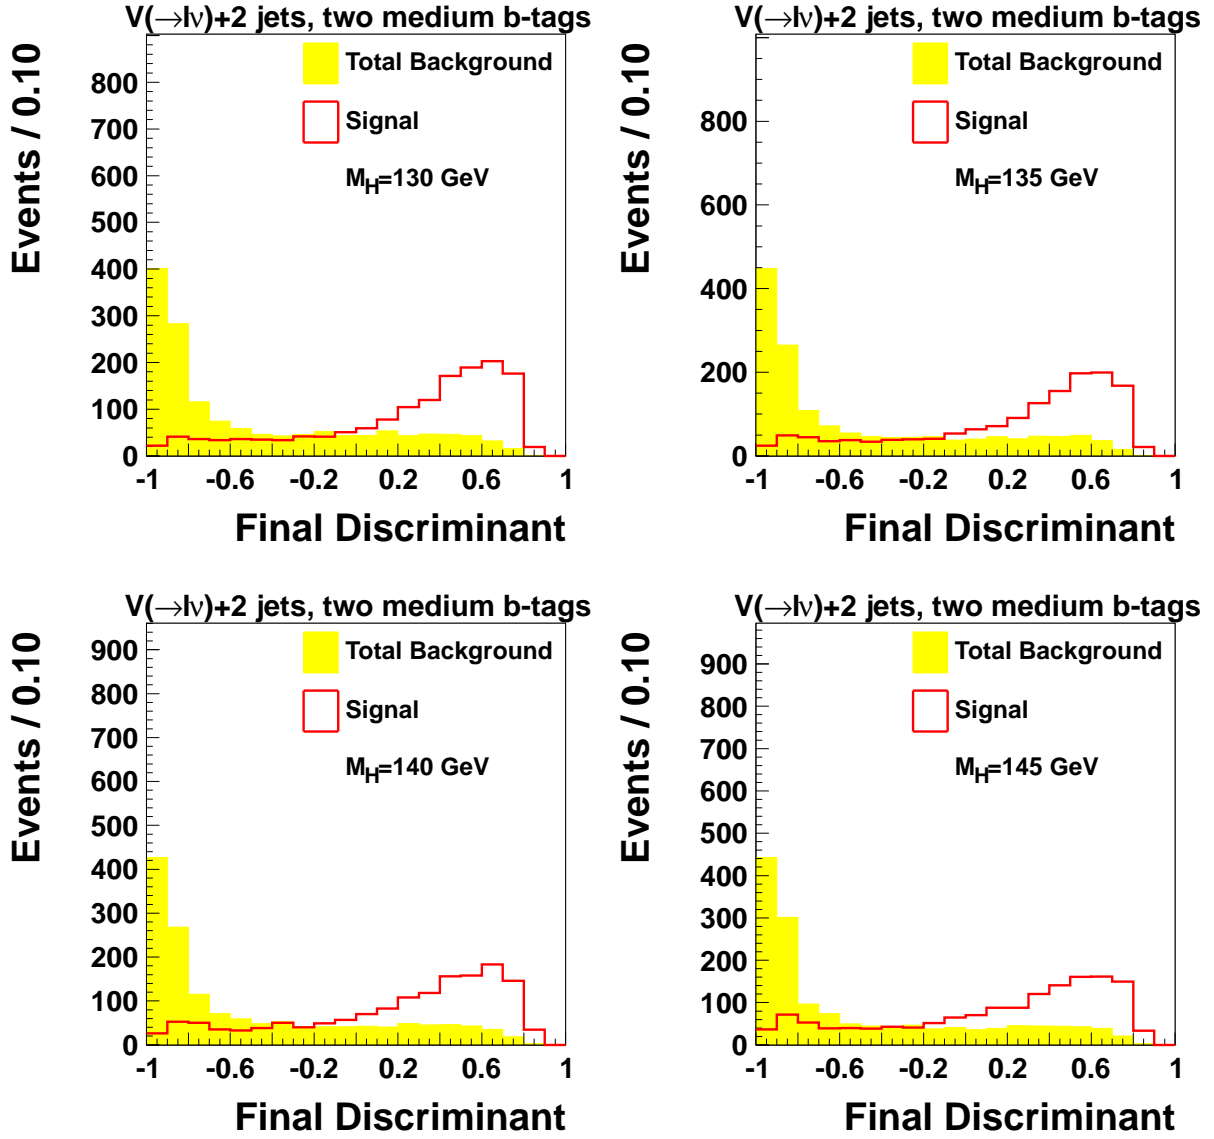 V(→lν)+2 jets, two medium b-tags
Events / 0.10
800
700
600
500
400
300
200
100
0
Total Background
Signal
M_H=130 GeV
-1 -0.6 -0.2 0.2 0.6 1
Final Discriminant
V(→lν)+2 jets, two medium b-tags
Events / 0.10
800
600
400
200
0
Total Background
Signal
M_H=135 GeV
-1 -0.6 -0.2 0.2 0.6 1
Final Discriminant
V(→lν)+2 jets, two medium b-tags
Events / 0.10
900
800
700
600
500
400
300
200
100
0
Total Background
Signal
M_H=140 GeV
-1 -0.6 -0.2 0.2 0.6 1
Final Discriminant
V(→lν)+2 jets, two medium b-tags
Events / 0.10
900
800
700
600
500
400
300
200
100
0
Total Background
Signal
M_H=145 GeV
-1 -0.6 -0.2 0.2 0.6 1
Final Discriminant